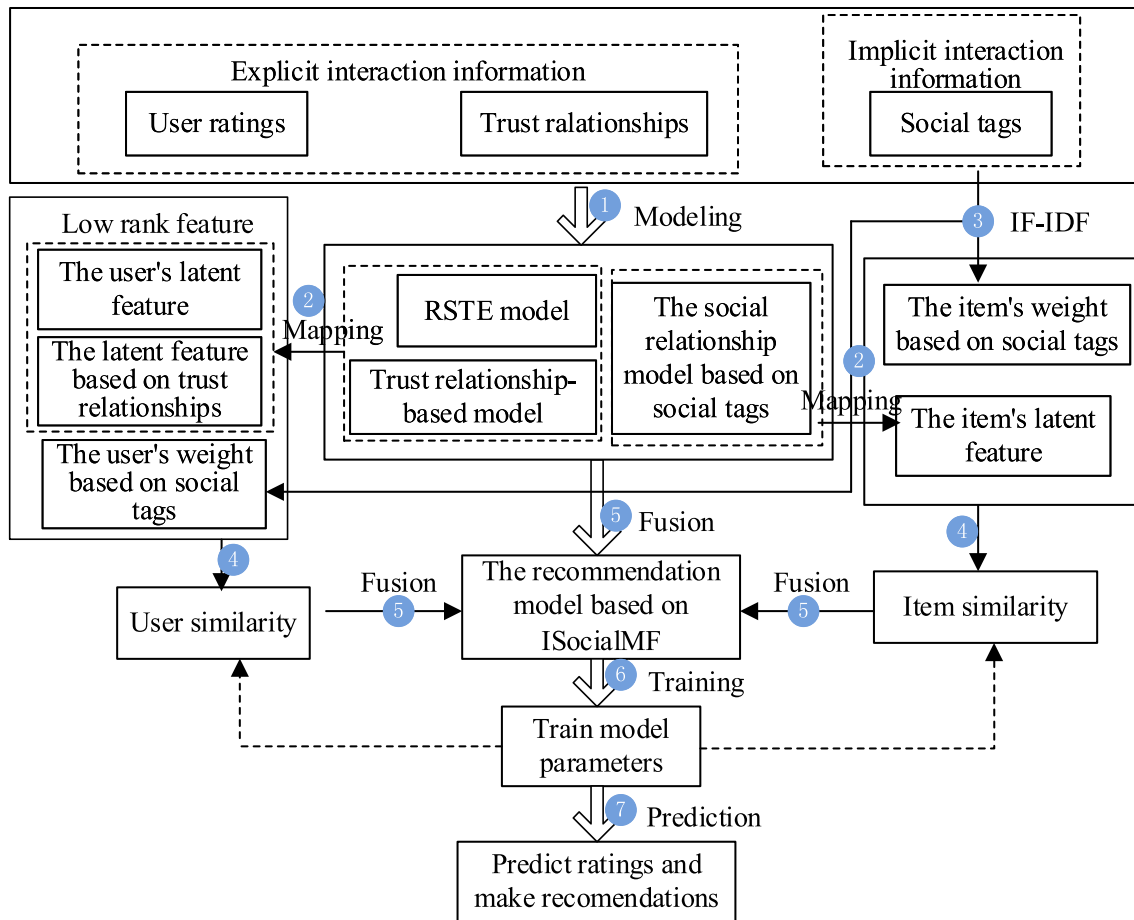 Explicit interaction information
User ratings
Trust ralationships
Implicit interaction
information
Social tags
1
Modeling
3
IF-IDF
Low rank feature
The user's latent
feature
The latent feature
based on trust
relationships
The user's weight
based on social
tags
2
Mapping
RSTE model
Trust relationship-
based model
The social
relationship
model based on
social tags
2
Mapping
The item's weight
based on social tags
The item's latent
feature
4
5
Fusion
4
User similarity
Fusion
5
The recommendation
model based on
ISocialMF
Fusion
5
Item similarity
6
Training
Train model
parameters
7
Prediction
Predict ratings and
make recomendations